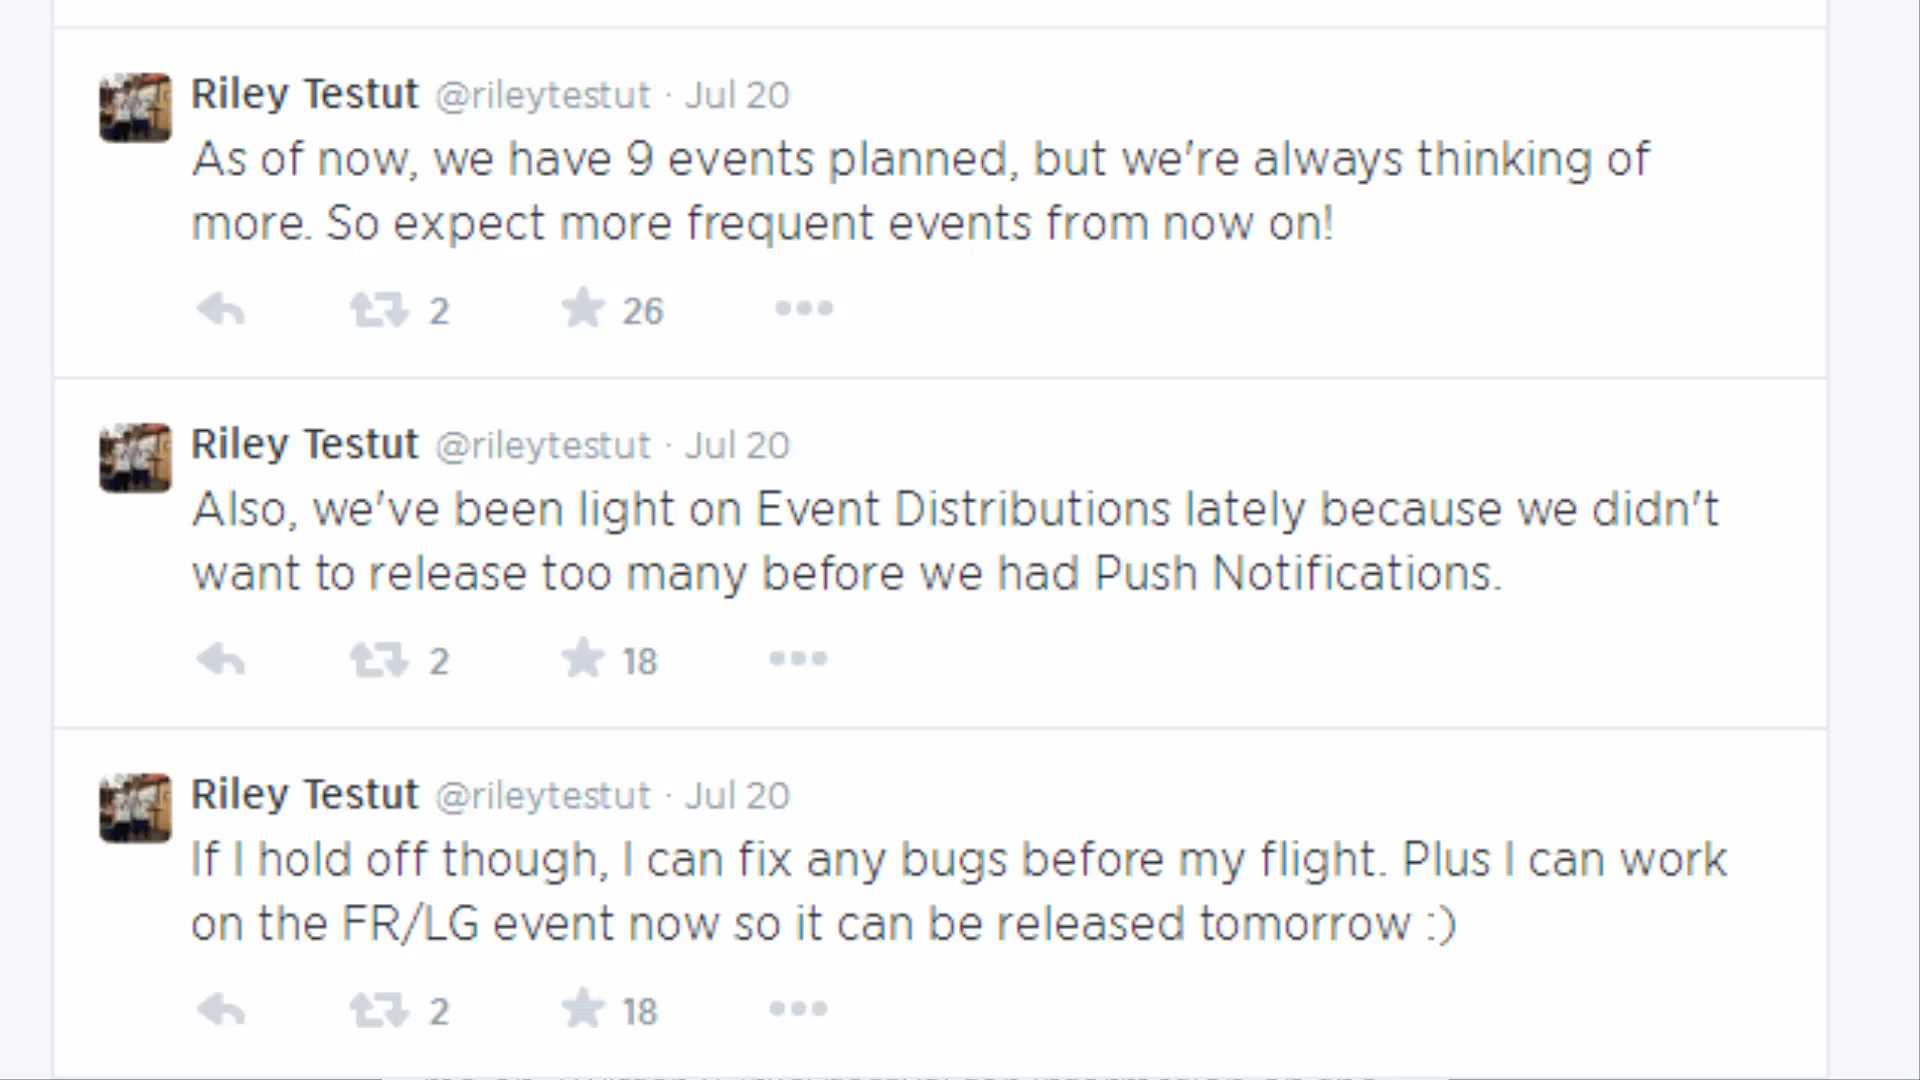 Riley Testut @rileytestut · Jul 20
As of now, we have 9 events planned, but we're always thinking of
more. So expect more frequent events from now on!
2 26
Riley Testut @rileytestut · Jul 20
Also, we've been light on Event Distributions lately because we didn't
want to release too many before we had Push Notifications.
2 18
Riley Testut @rileytestut · Jul 20
If I hold off though, I can fix any bugs before my flight. Plus I can work
on the FR/LG event now so it can be released tomorrow :)
2 18